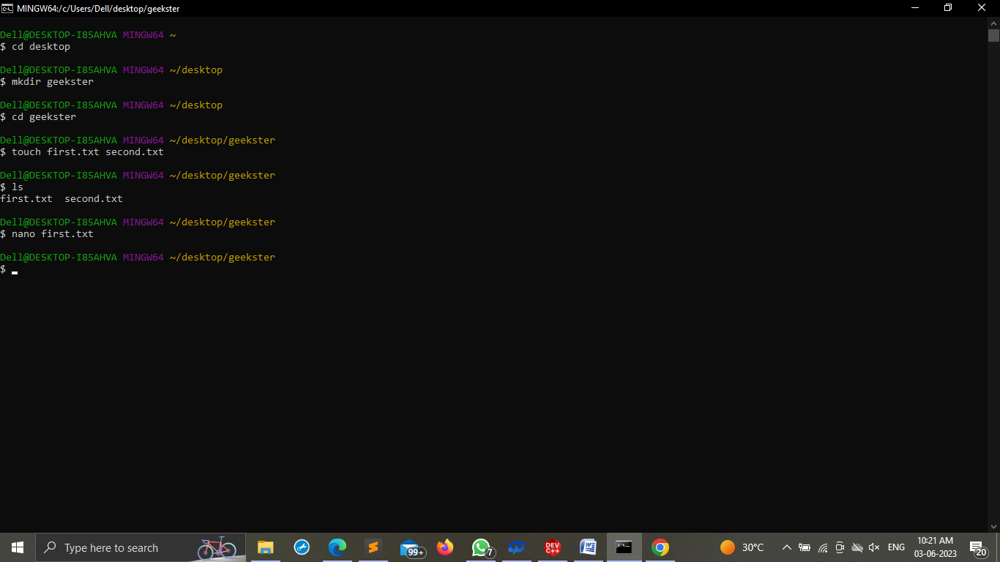 MINGW64:/c/Users/Dell/desktop/geekster
Dell@DESKTOP-I85AHVA MINGW64 ~
$ cd desktop
Dell@DESKTOP-I85AHVA MINGW64 ~/desktop
$ mkdir geekster
Dell@DESKTOP-I85AHVA MINGW64 ~/desktop
$ cd geekster
Dell@DESKTOP-I85AHVA MINGW64 ~/desktop/geekster
$ touch first.txt second.txt
Dell@DESKTOP-I85AHVA MINGW64 ~/desktop/geekster
$ ls
first.txt  second.txt
Dell@DESKTOP-I85AHVA MINGW64 ~/desktop/geekster
$ nano first.txt
Dell@DESKTOP-I85AHVA MINGW64 ~/desktop/geekster
$
Type here to search
99+
7
DEV C++
30°C
ENG
10:21 AM
03-06-2023
20